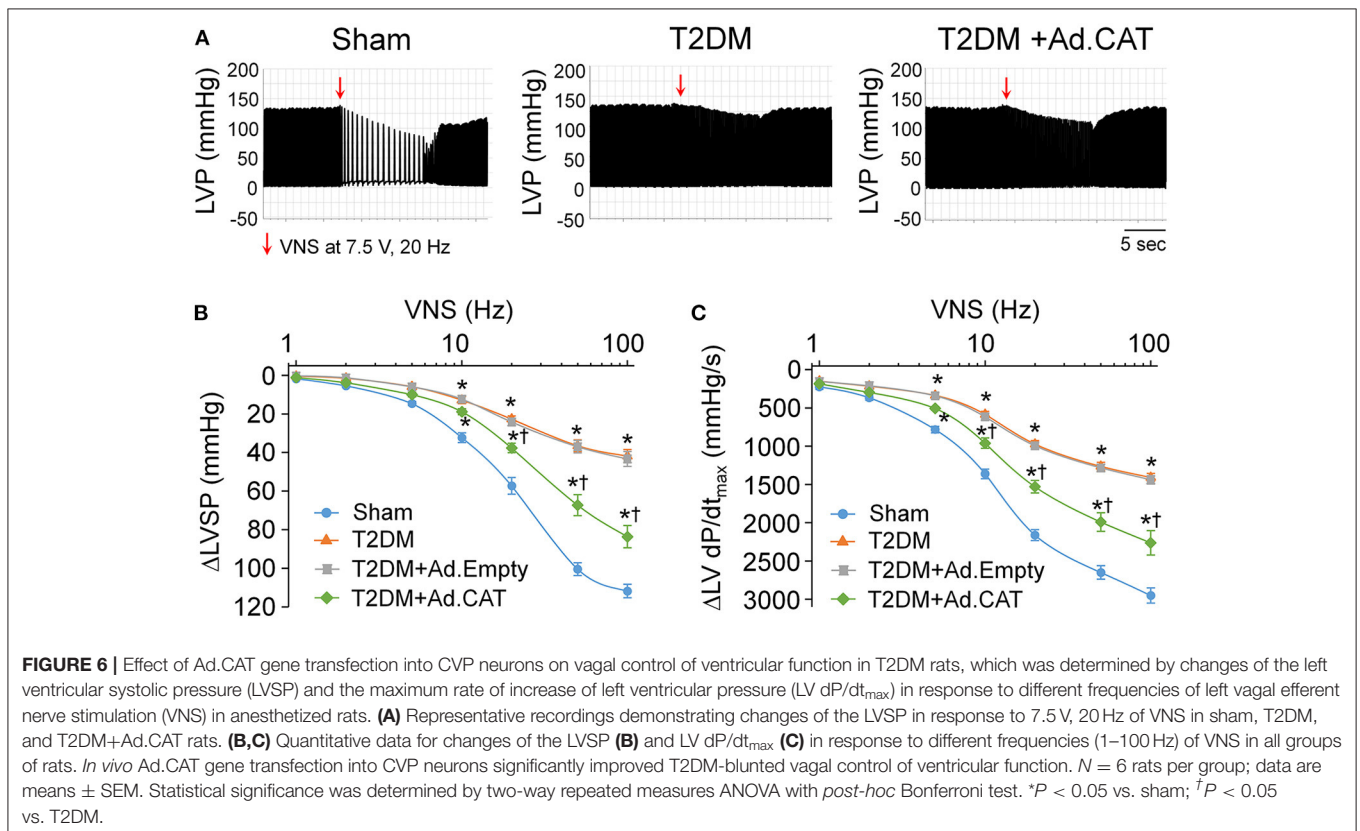 A
Sham
T2DM
T2DM +Ad.CAT
LVP (mmHg)
200
150
100
50
0
-50
LVP (mmHg)
200
150
100
50
0
-50
LVP (mmHg)
200
150
100
50
0
-50
↓ VNS at 7.5 V, 20 Hz
5 sec
B
VNS (Hz)
1
10
100
ΔLVSP (mmHg)
0
20
40
60
80
100
120
*
*
*
*
*
*†
*†
*†
Sham
T2DM
T2DM+Ad.Empty
T2DM+Ad.CAT
C
VNS (Hz)
1
10
100
ΔLV dP/dtmax (mmHg/s)
0
500
1000
1500
2000
2500
3000
*
*
*
*
*
*
*†
*†
*†
*†
Sham
T2DM
T2DM+Ad.Empty
T2DM+Ad.CAT
FIGURE 6 | Effect of Ad.CAT gene transfection into CVP neurons on vagal control of ventricular function in T2DM rats, which was determined by changes of the left
ventricular systolic pressure (LVSP) and the maximum rate of increase of left ventricular pressure (LV dP/dtmax) in response to different frequencies of left vagal efferent
nerve stimulation (VNS) in anesthetized rats. (A) Representative recordings demonstrating changes of the LVSP in response to 7.5 V, 20 Hz of VNS in sham, T2DM,
and T2DM+Ad.CAT rats. (B,C) Quantitative data for changes of the LVSP (B) and LV dP/dtmax (C) in response to different frequencies (1–100 Hz) of VNS in all groups
of rats. In vivo Ad.CAT gene transfection into CVP neurons significantly improved T2DM-blunted vagal control of ventricular function. N = 6 rats per group; data are
means ± SEM. Statistical significance was determined by two-way repeated measures ANOVA with post-hoc Bonferroni test. *P < 0.05 vs. sham; †P < 0.05
vs. T2DM.